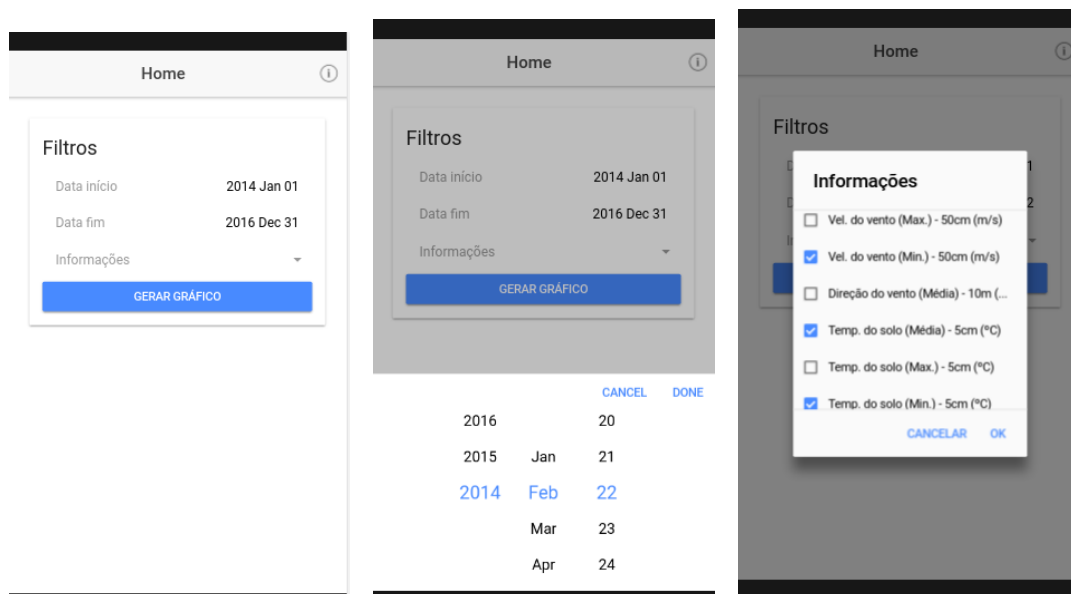 Home
Filtros
Data início 2014 Jan 01
Data fim 2016 Dec 31
Informações
GERAR GRÁFICO
Home
Filtros
Data início 2014 Jan 01
Data fim 2016 Dec 31
Informações
GERAR GRÁFICO
CANCEL DONE
2016 20
2015 Jan 21
2014 Feb 22
Mar 23
Apr 24
Home
Filtros
Informações
Vel. do vento (Max.) - 50cm (m/s)
Vel. do vento (Min.) - 50cm (m/s)
Direção do vento (Média) - 10m (...
Temp. do solo (Média) - 5cm (ºC)
Temp. do solo (Max.) - 5cm (ºC)
Temp. do solo (Min.) - 5cm (ºC)
CANCELAR OK